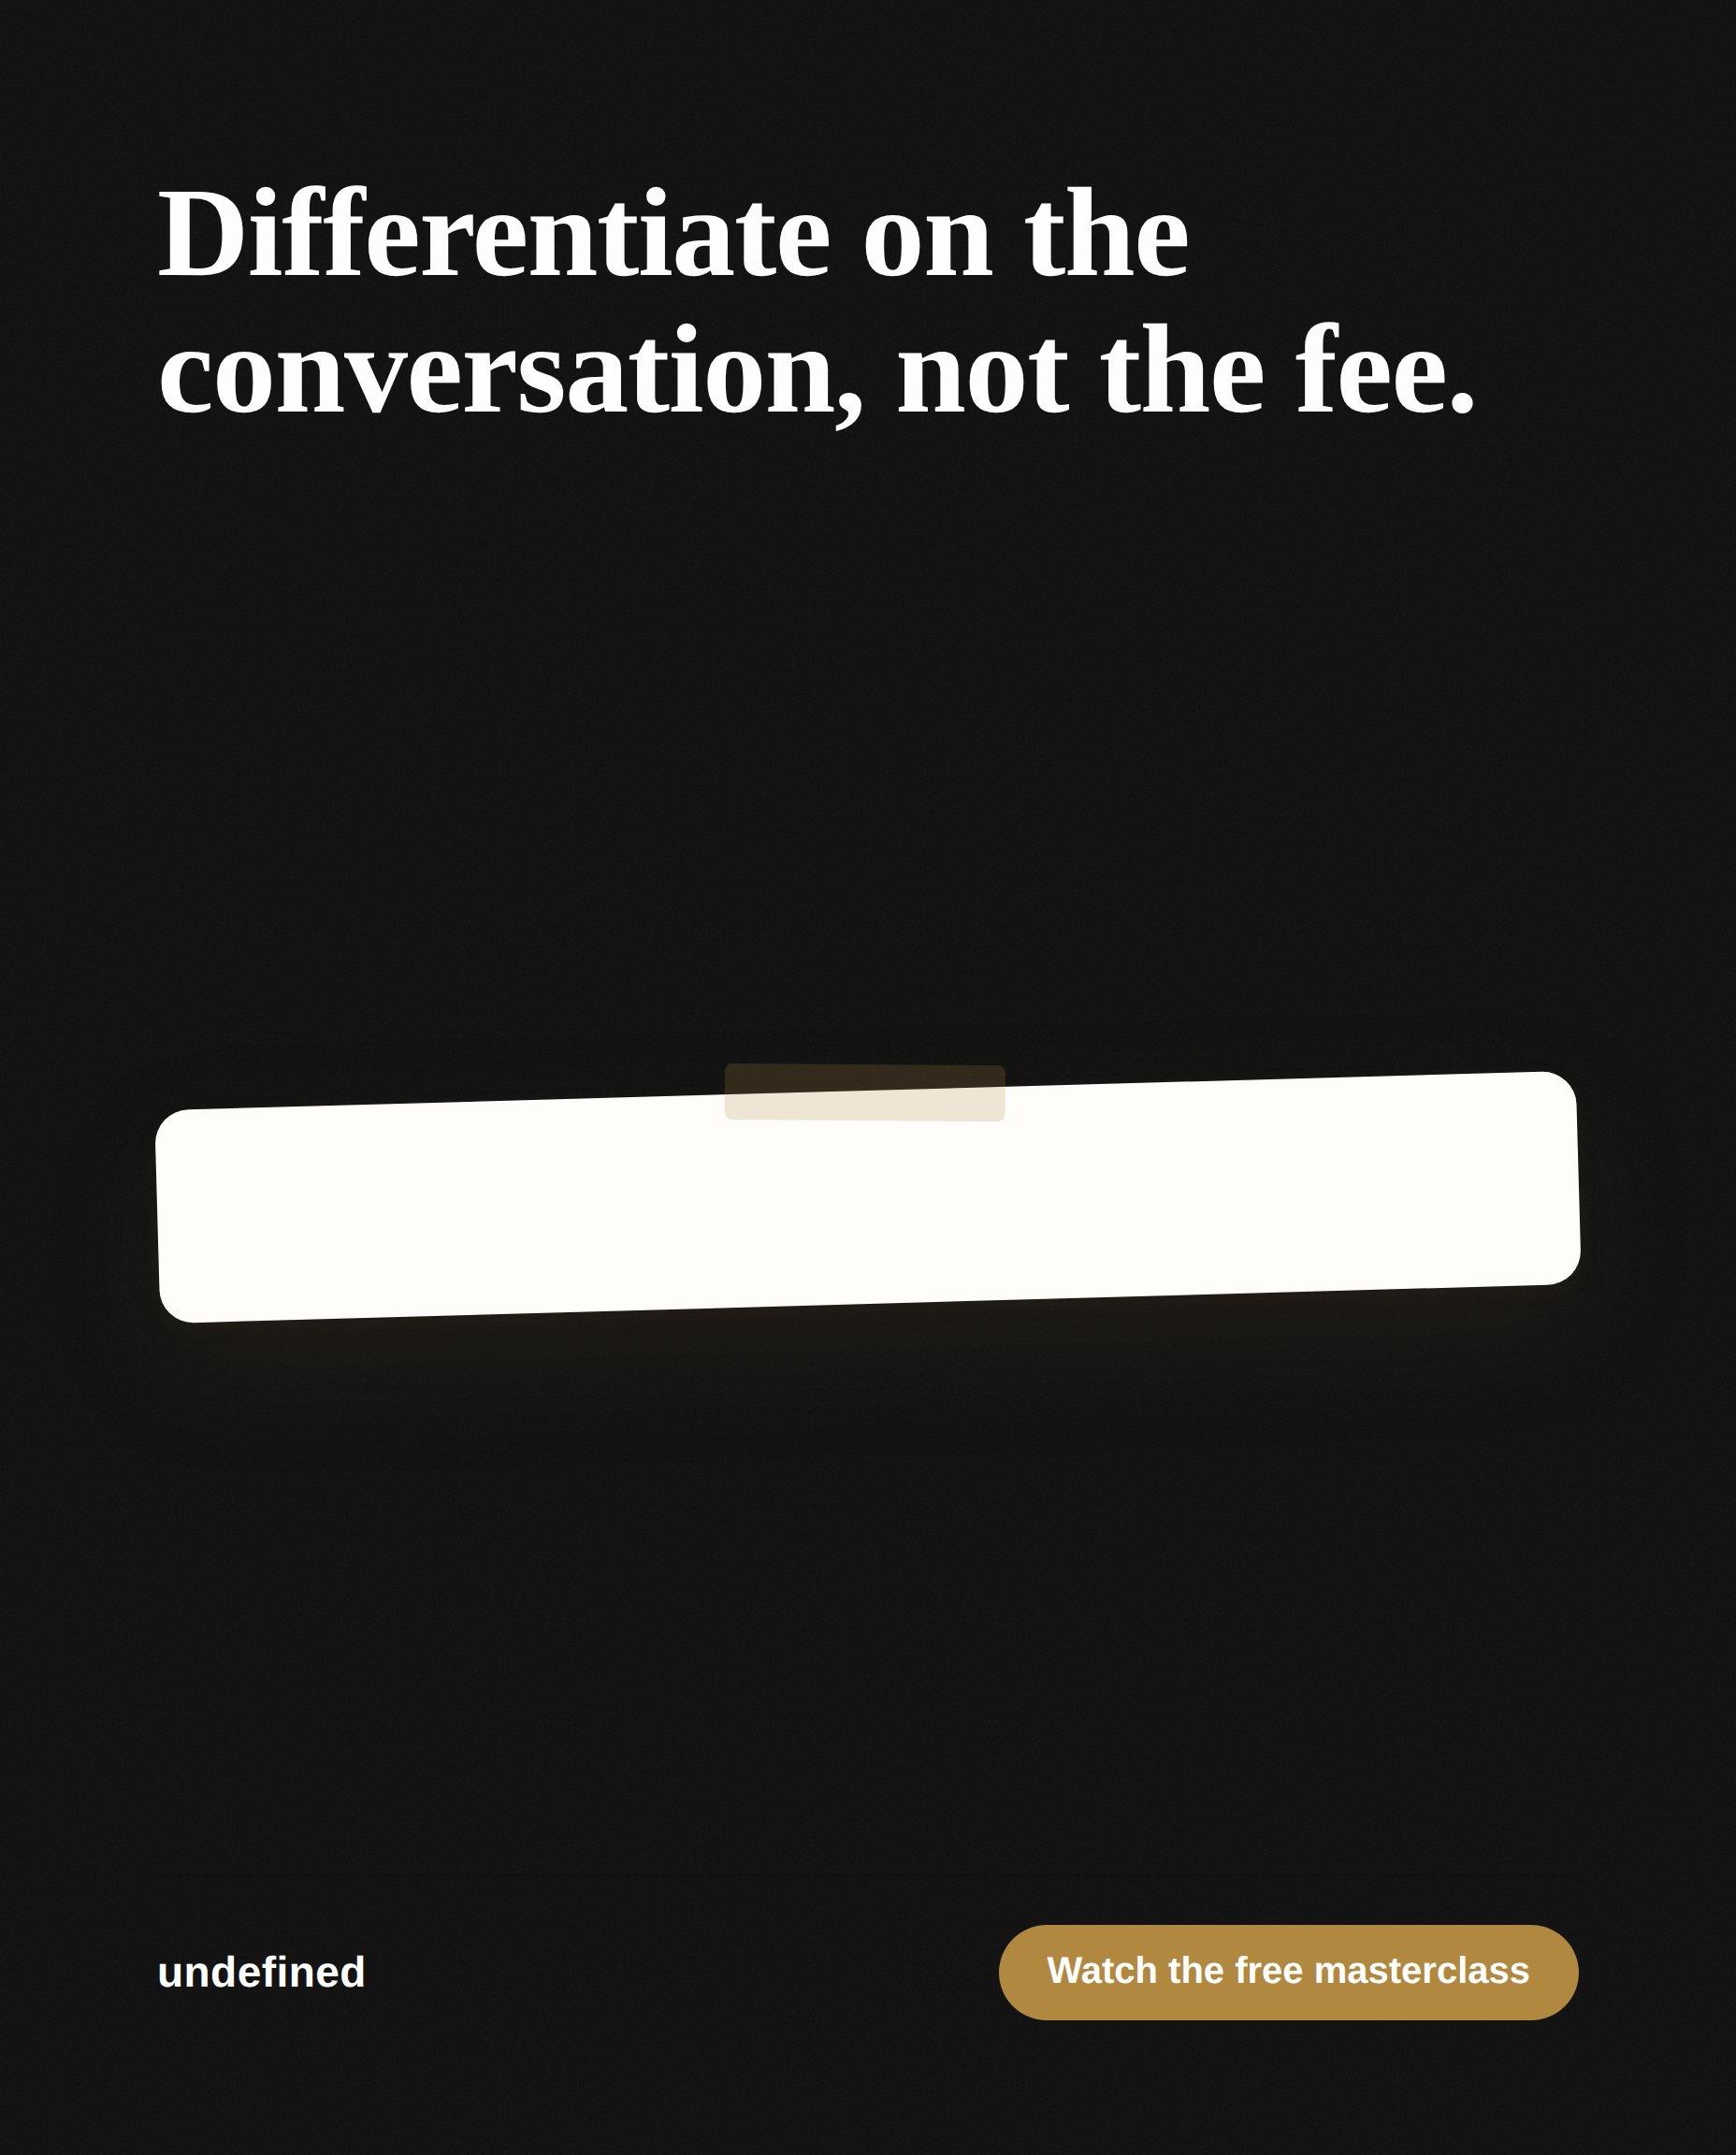 Differentiate on the
conversation, not the fee.
undefined
Watch the free masterclass